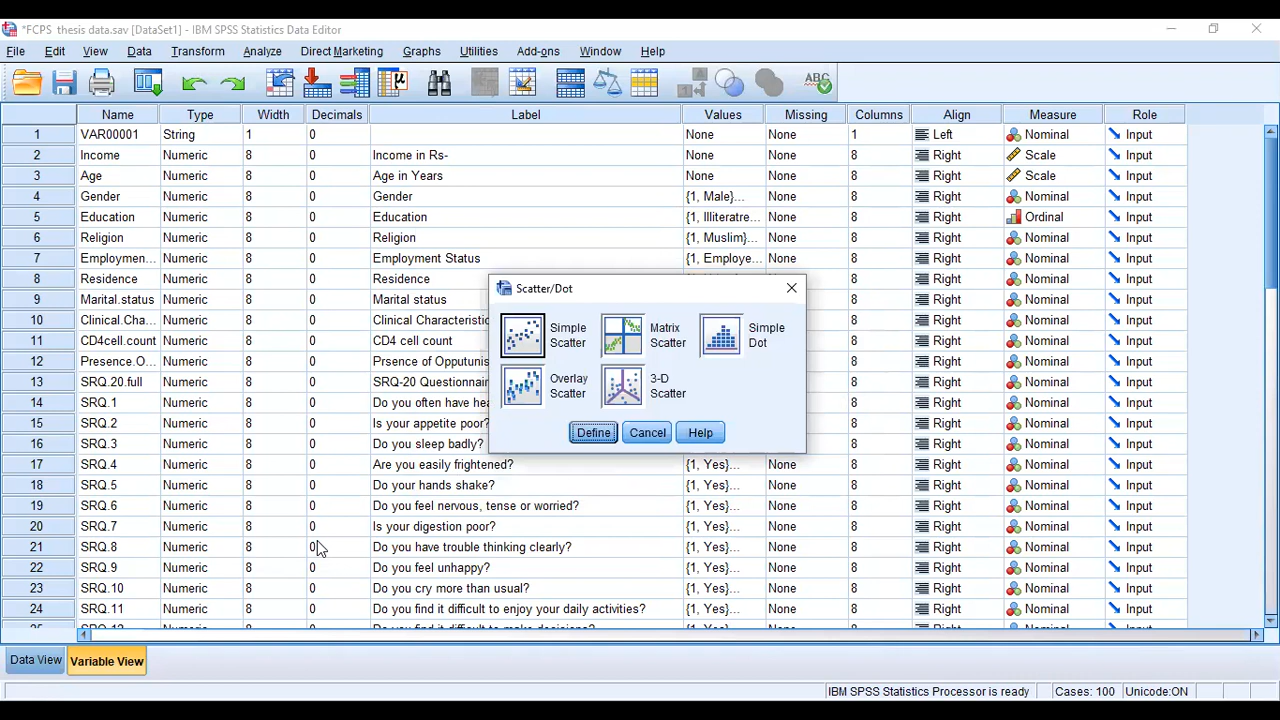 *FCPS thesis data.sav [DataSet1] - IBM SPSS Statistics Data Editor
File Edit View Data Transform Analyze Direct Marketing Graphs Utilities Add-ons Window Help
Name Type Width Decimals Label Values Missing Columns Align Measure Role
1 VAR00001 String 1 0 None None 1 Left Nominal Input
2 Income Numeric 8 0 Income in Rs- None None 8 Right Scale Input
3 Age Numeric 8 0 Age in Years None None 8 Right Scale Input
4 Gender Numeric 8 0 Gender {1, Male}... None 8 Right Nominal Input
5 Education Numeric 8 0 Education {1, Illiteratre... None 8 Right Ordinal Input
6 Religion Numeric 8 0 Religion {1, Muslim}... None 8 Right Nominal Input
7 Employmen... Numeric 8 0 Employment Status {1, Employe... None 8 Right Nominal Input
8 Residence Numeric 8 0 Residence 8 Right Nominal Input
9 Marital.status Numeric 8 0 Marital status 8 Right Nominal Input
10 Clinical.Cha... Numeric 8 0 Clinical Characteristic 8 Right Nominal Input
11 CD4cell.count Numeric 8 0 CD4 cell count 8 Right Nominal Input
12 Presence.O... Numeric 8 0 Prsence of Opputunis 8 Right Nominal Input
13 SRQ.20.full Numeric 8 0 SRQ-20 Questionnaire 8 Right Nominal Input
14 SRQ.1 Numeric 8 0 Do you often have hea 8 Right Nominal Input
15 SRQ.2 Numeric 8 0 Is your appetite poor? 8 Right Nominal Input
16 SRQ.3 Numeric 8 0 Do you sleep badly? 8 Right Nominal Input
17 SRQ.4 Numeric 8 0 Are you easily frightened? {1, Yes}... None 8 Right Nominal Input
18 SRQ.5 Numeric 8 0 Do your hands shake? {1, Yes}... None 8 Right Nominal Input
19 SRQ.6 Numeric 8 0 Do you feel nervous, tense or worried? {1, Yes}... None 8 Right Nominal Input
20 SRQ.7 Numeric 8 0 Is your digestion poor? {1, Yes}... None 8 Right Nominal Input
21 SRQ.8 Numeric 8 0 Do you have trouble thinking clearly? {1, Yes}... None 8 Right Nominal Input
22 SRQ.9 Numeric 8 0 Do you feel unhappy? {1, Yes}... None 8 Right Nominal Input
23 SRQ.10 Numeric 8 0 Do you cry more than usual? {1, Yes}... None 8 Right Nominal Input
24 SRQ.11 Numeric 8 0 Do you find it difficult to enjoy your daily activities? {1, Yes}... None 8 Right Nominal Input
Scatter/Dot
Simple Scatter
Matrix Scatter
Simple Dot
Overlay Scatter
3-D Scatter
Define Cancel Help
Data View Variable View
IBM SPSS Statistics Processor is ready Cases: 100 Unicode:ON